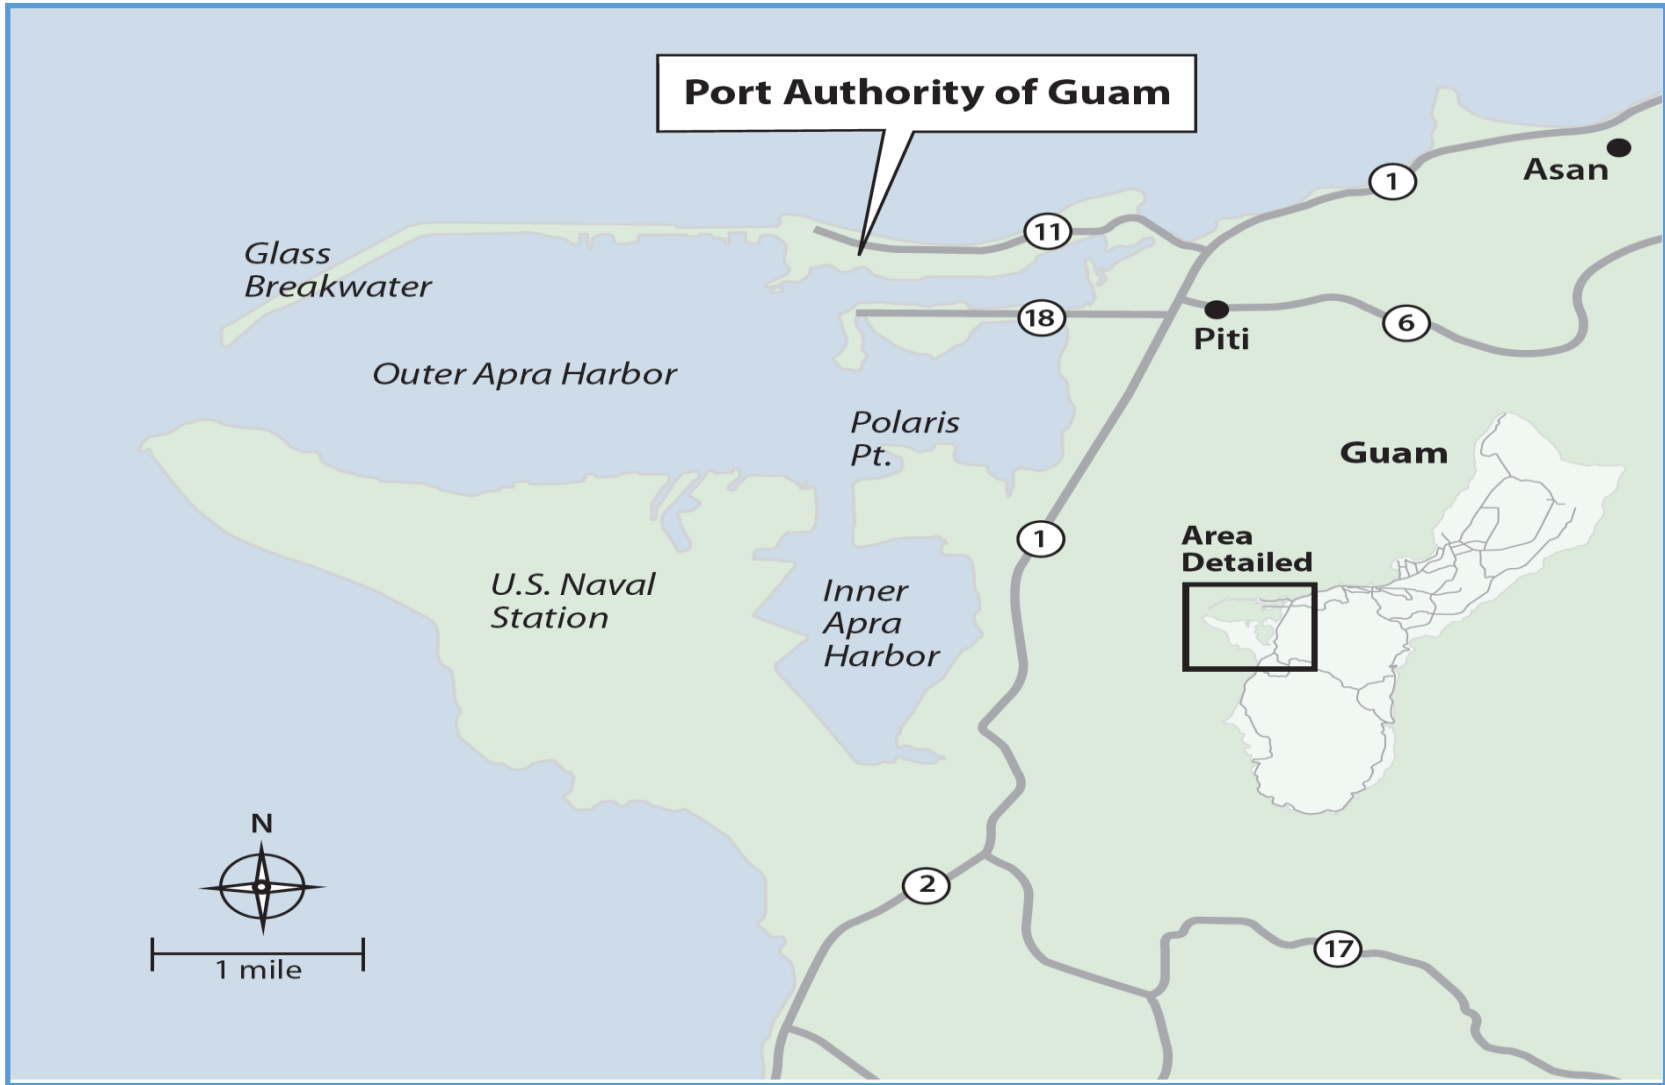 Port Authority of Guam
Asan
1
11
Glass
Breakwater
18
6
Piti
Outer Apra Harbor
Polaris
Pt.
Guam
Area
Detailed
1
U.S. Naval
Station
Inner
Apra
Harbor
N
2
17
1 mile